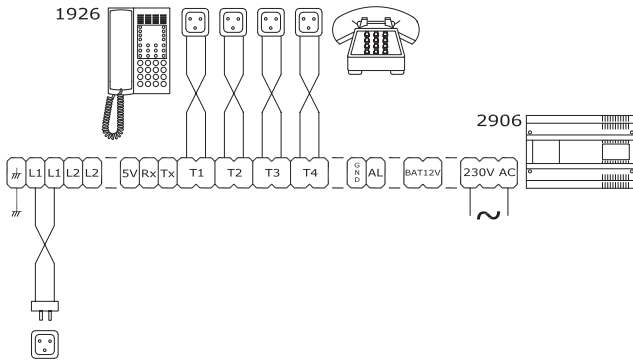 1926
2906
L1 L1 L2 L2 5V Rx Tx T1 T2 T3 T4 GND AL BAT12V 230V AC
~